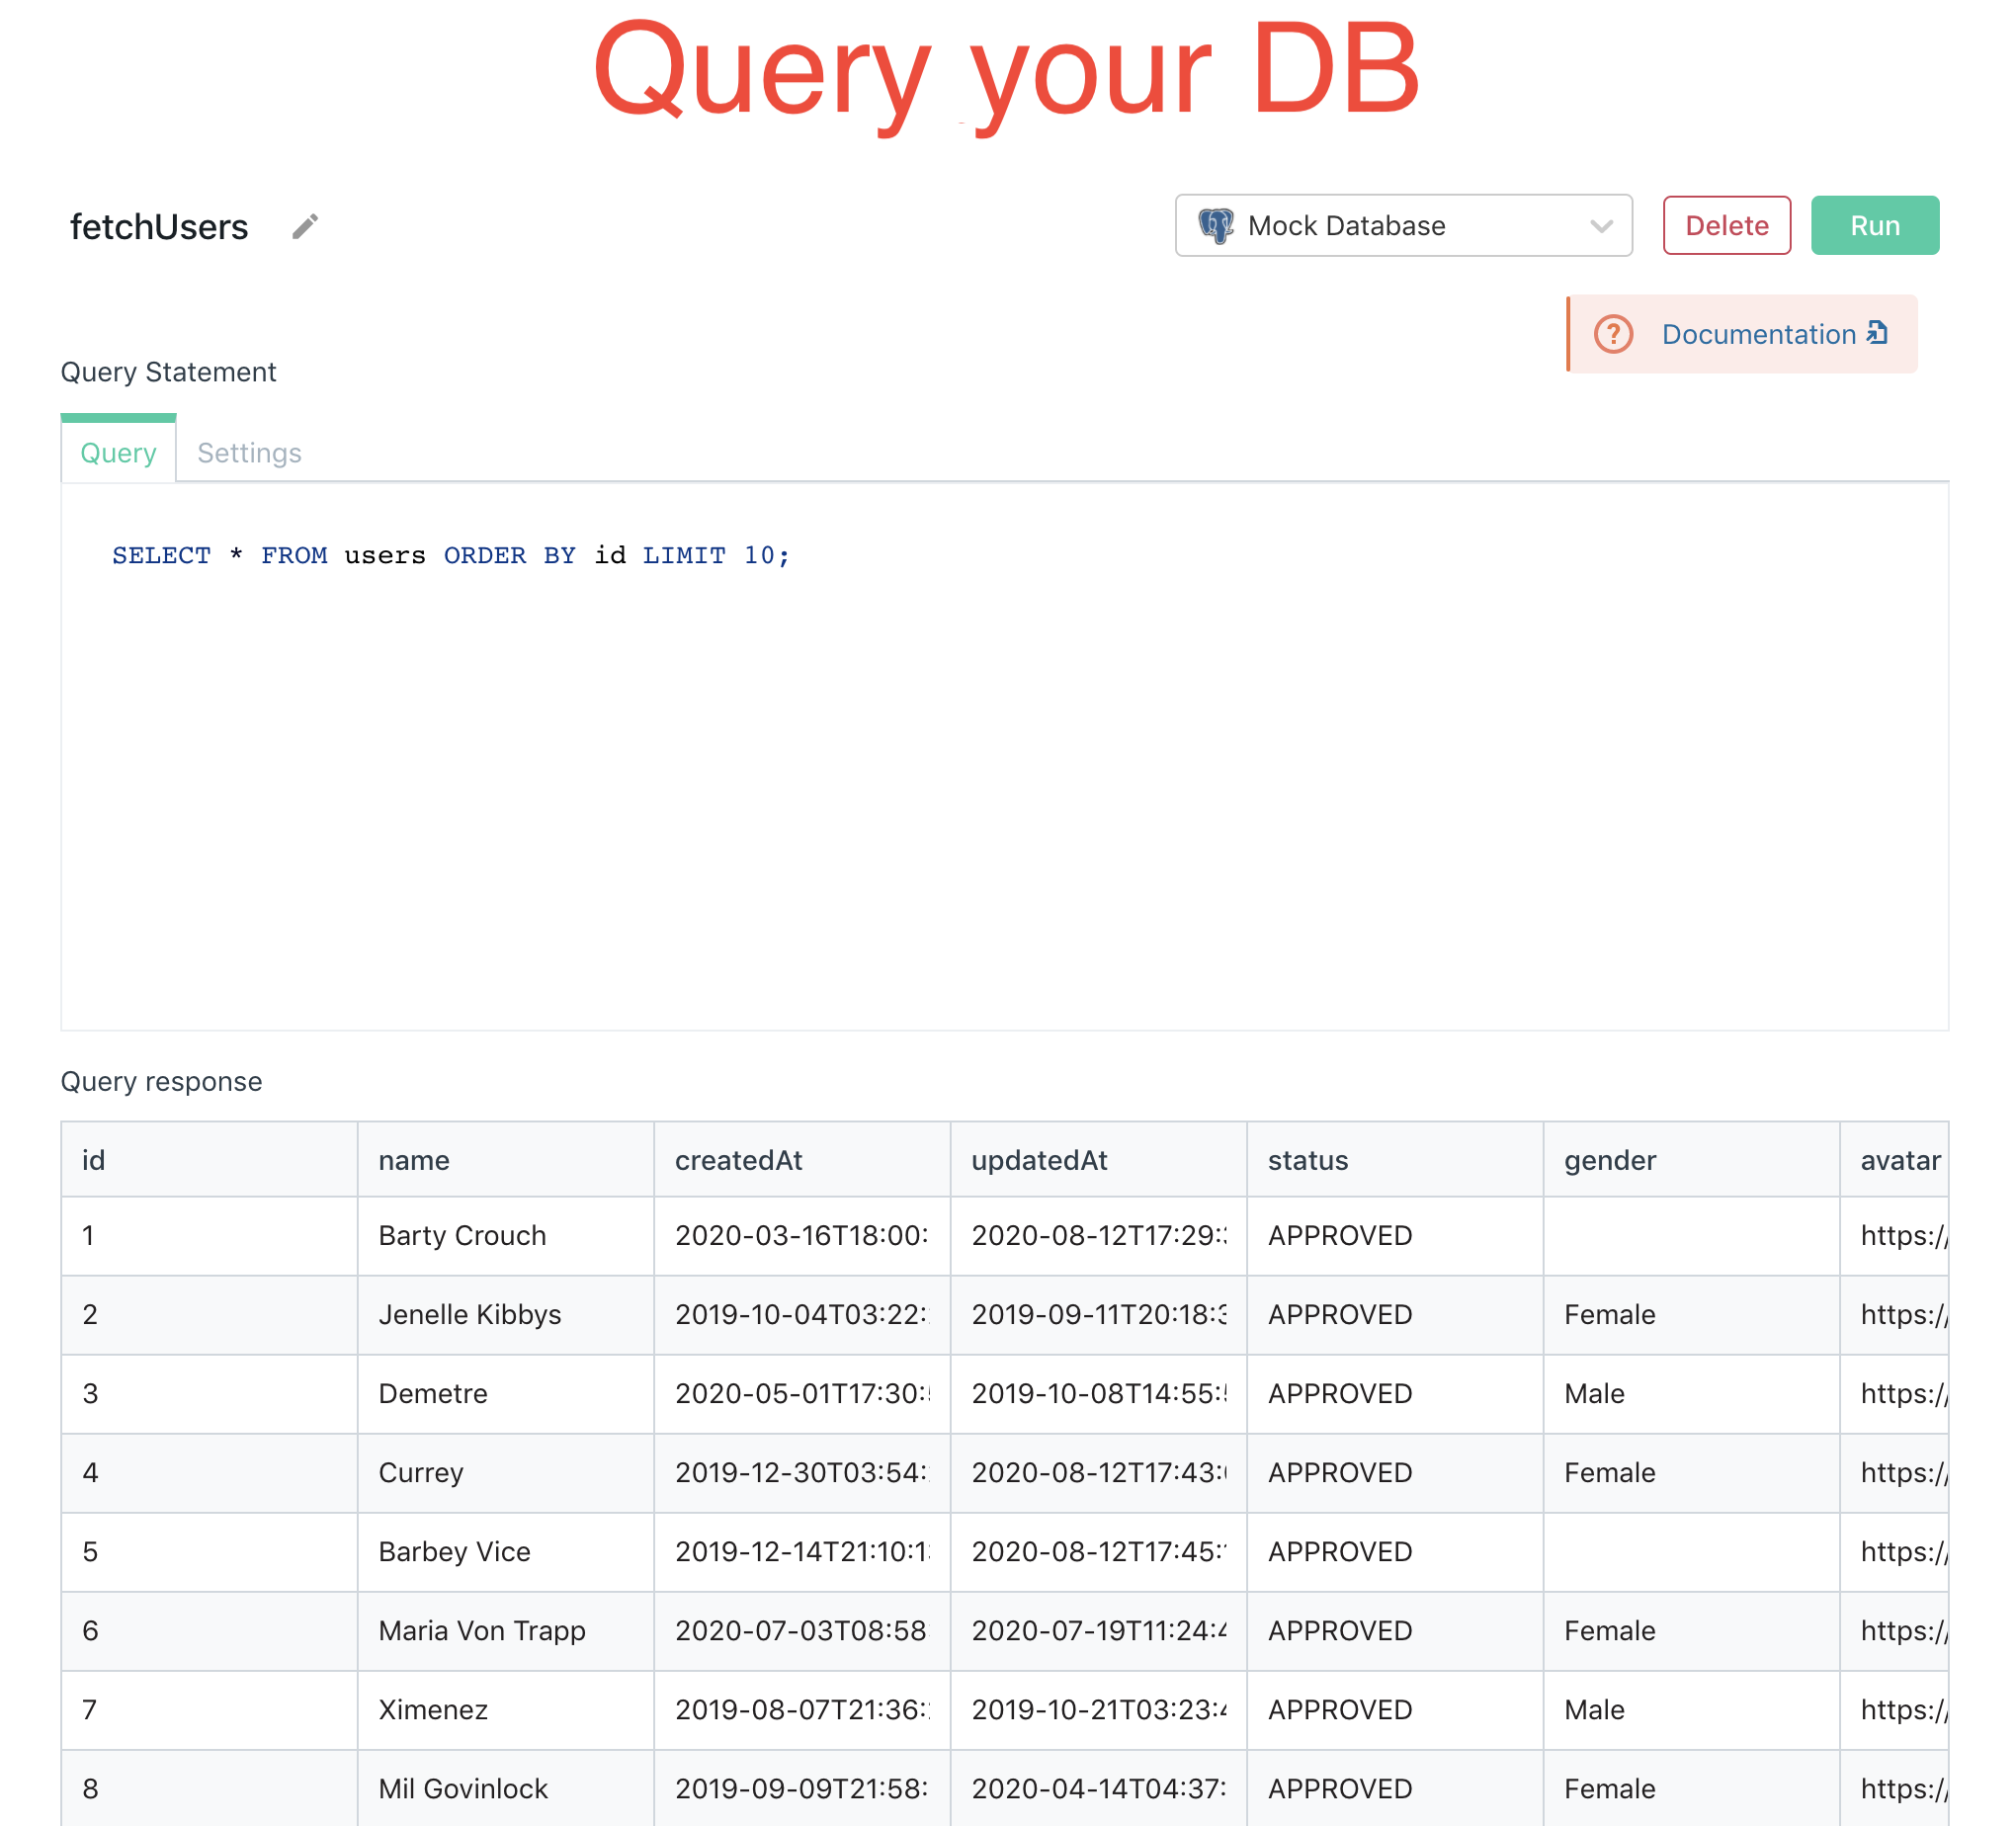 Query your DB
fetchUsers Mock Database Delete Run
Documentation
Query Statement
Query Settings
SELECT * FROM users ORDER BY id LIMIT 10;
Query response
id name createdAt updatedAt status gender avatar
1 Barty Crouch 2020-03-16T18:00: 2020-08-12T17:29: APPROVED https://
2 Jenelle Kibbys 2019-10-04T03:22: 2019-09-11T20:18:3 APPROVED Female https://
3 Demetre 2020-05-01T17:30: 2019-10-08T14:55: APPROVED Male https://
4 Currey 2019-12-30T03:54: 2020-08-12T17:43: APPROVED Female https://
5 Barbey Vice 2019-12-14T21:10:1 2020-08-12T17:45: APPROVED https://
6 Maria Von Trapp 2020-07-03T08:58 2020-07-19T11:24:4 APPROVED Female https://
7 Ximenez 2019-08-07T21:36: 2019-10-21T03:23:4 APPROVED Male https://
8 Mil Govinlock 2019-09-09T21:58: 2020-04-14T04:37: APPROVED Female https://